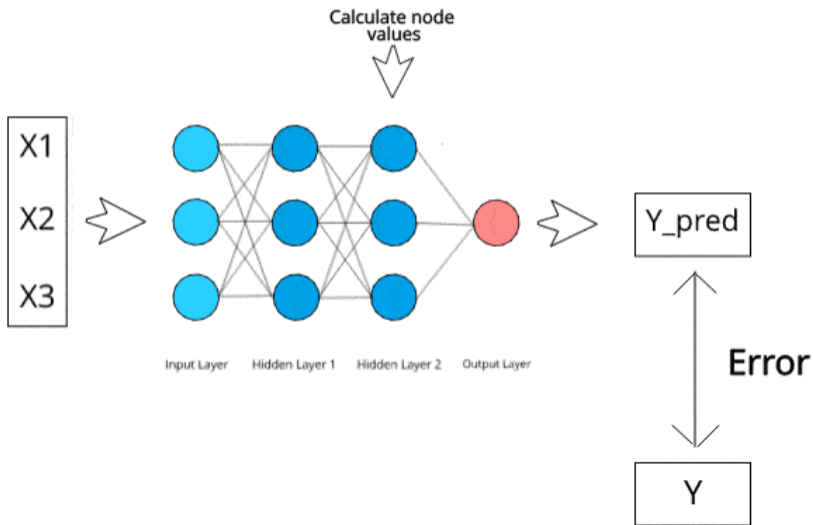 Calculate node
values
X1
X2
X3
Y_pred
Input Layer
Hidden Layer 1
Hidden Layer 2
Output Layer
Error
Y